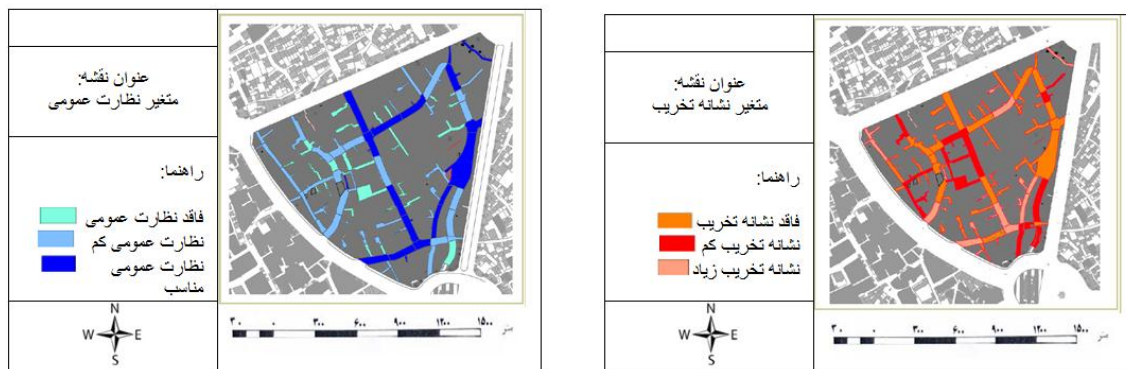 عنوان نقشه:
متغیر نظارت عمومی
راهنما:
فاقد نظارت عمومی
نظارت عمومی کم
نظارت عمومی
مناسب
N
W E
S
۳۰ ۰ ۳۰۰ ۶۰۰ ۹۰۰ ۱۲۰۰ ۱۵۰۰ متر
عنوان نقشه:
متغیر نشانه تخریب
راهنما:
فاقد نشانه تخریب
نشانه تخریب کم
نشانه تخریب زیاد
N
W E
S
۳۰ ۰ ۳۰۰ ۶۰۰ ۹۰۰ ۱۲۰۰ ۱۵۰۰ متر